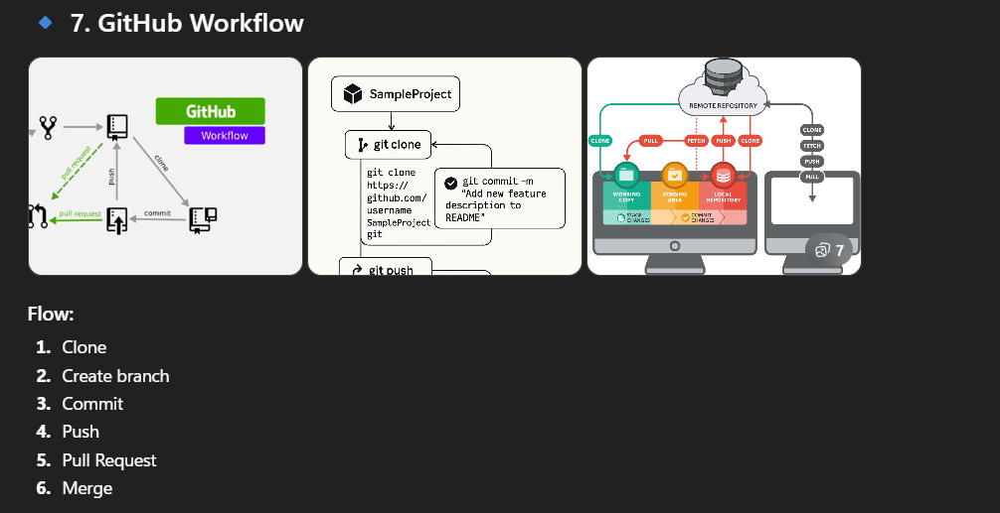 7. GitHub Workflow
GitHub
Workflow
pull request
push
clone
pull request
commit
SampleProject
git clone
git clone
https://
github.com/
username
SampleProject
git
git commit -m
"Add new feature
description to
README"
git push
REMOTE REPOSITORY
CLONE
PULL
FETCH
PUSH
CLONE
CLONE
FETCH
PUSH
PULL
WORKING
COPY
STAGING
AREA
LOCAL
REPOSITORY
STAGE
CHANGES
COMMIT
CHANGES
7
Flow:
1. Clone
2. Create branch
3. Commit
4. Push
5. Pull Request
6. Merge